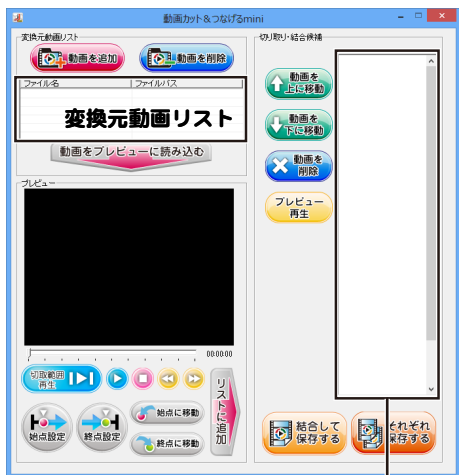 動画カット＆つなげるmini
変換元動画リスト
動画を追加
動画を削除
ファイル名
ファイルパス
変換元動画リスト
動画をプレビューに読み込む
プレビュー
00:00:00
切取範囲
再生
始点設定
終点設定
始点に移動
終点に移動
リストに追加
切り取り・結合候補
動画を
上に移動
動画を
下に移動
動画を
削除
プレビュー
再生
結合して
保存する
それぞれ
保存する